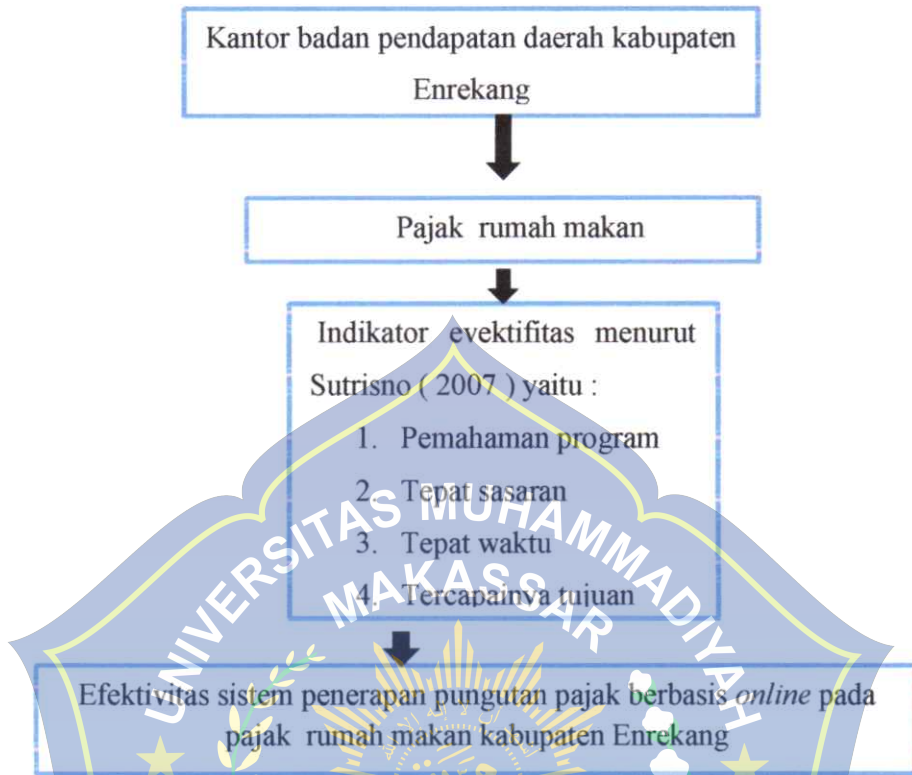 Kantor badan pendapatan daerah kabupaten
Enrekang
Pajak rumah makan
Indikator evektifitas menurut
Sutrisno ( 2007 ) yaitu :
1. Pemahaman program
2. Tepat sasaran
3. Tepat waktu
4. Tercapainya tujuan
UNIVERSITAS MUHAMMADIYAH
MAKASSAR
Efektivitas sistem penerapan pungutan pajak berbasis online pada
pajak rumah makan kabupaten Enrekang